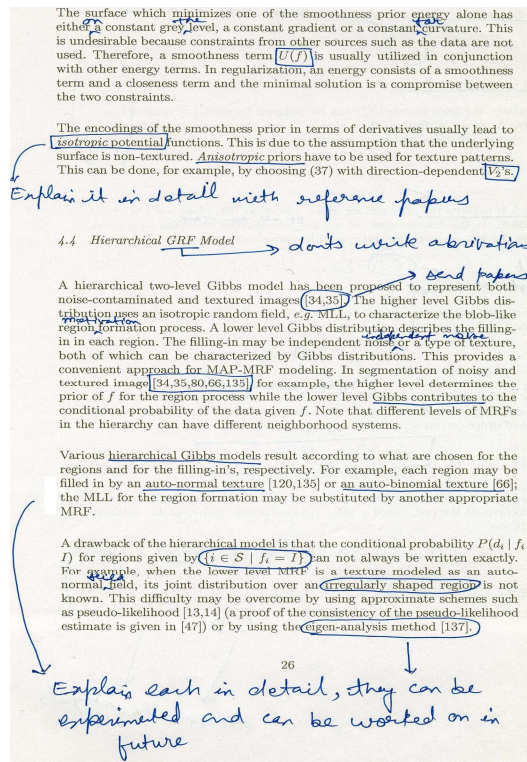 The surface which minimizes one of the smoothness prior energy alone has
on the for
either a constant grey level, a constant gradient or a constant curvature. This
is undesirable because constraints from other sources such as the data are not
used. Therefore, a smoothness term U(f) is usually utilized in conjunction
with other energy terms. In regularization, an energy consists of a smoothness
term and a closeness term and the minimal solution is a compromise between
the two constraints.
The encodings of the smoothness prior in terms of derivatives usually lead to
isotropic potential functions. This is due to the assumption that the underlying
surface is non-textured. Anisotropic priors have to be used for texture patterns.
This can be done, for example, by choosing (37) with direction-dependent V₂'s.
Explain it in detail with reference papers
4.4 Hierarchical GRF Model
donts write abrivation
send papers
A hierarchical two-level Gibbs model has been proposed to represent both
noise-contaminated and textured images [34,35]. The higher level Gibbs dis-
tribution uses an isotropic random field, e.g. MLL, to characterize the blob-like
motivation
region formation process. A lower level Gibbs distribution describes the filling-
independent noise
in in each region. The filling-in may be independent noise or a type of texture,
both of which can be characterized by Gibbs distributions. This provides a
convenient approach for MAP-MRF modeling. In segmentation of noisy and
textured image [34,35,80,66,135], for example, the higher level determines the
prior of f for the region process while the lower level Gibbs contributes to the
conditional probability of the data given f. Note that different levels of MRFs
in the hierarchy can have different neighborhood systems.
Various hierarchical Gibbs models result according to what are chosen for the
regions and for the filling-in's, respectively. For example, each region may be
filled in by an auto-normal texture [120,135] or an auto-binomial texture [66];
the MLL for the region formation may be substituted by another appropriate
MRF.
A drawback of the hierarchical model is that the conditional probability P(dᵢ | fᵢ
I) for regions given by {i ∈ S | fᵢ = I} can not always be written exactly.
For example, when the lower level MRF is a texture modeled as an auto-
normal field, its joint distribution over an irregularly shaped region is not
known. This difficulty may be overcome by using approximate schemes such
as pseudo-likelihood [13,14] (a proof of the consistency of the pseudo-likelihood
estimate is given in [47]) or by using the eigen-analysis method [137].
26
Explain each in detail, they can be
experimented and can be worked on in
future